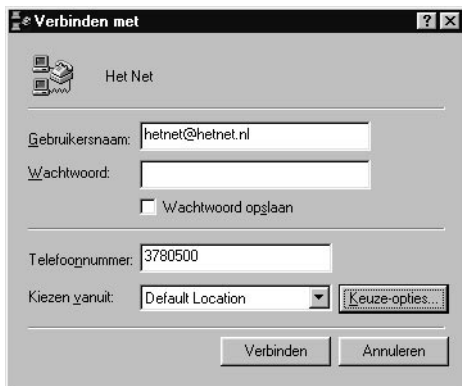 Verbinden met
Het Net
Gebruikersnaam: hetnet@hetnet.nl
Wachtwoord:
Wachtwoord opslaan
Telefoonnummer: 3780500
Kiezen vanuit: Default Location Keuze-opties...
Verbinden Annuleren